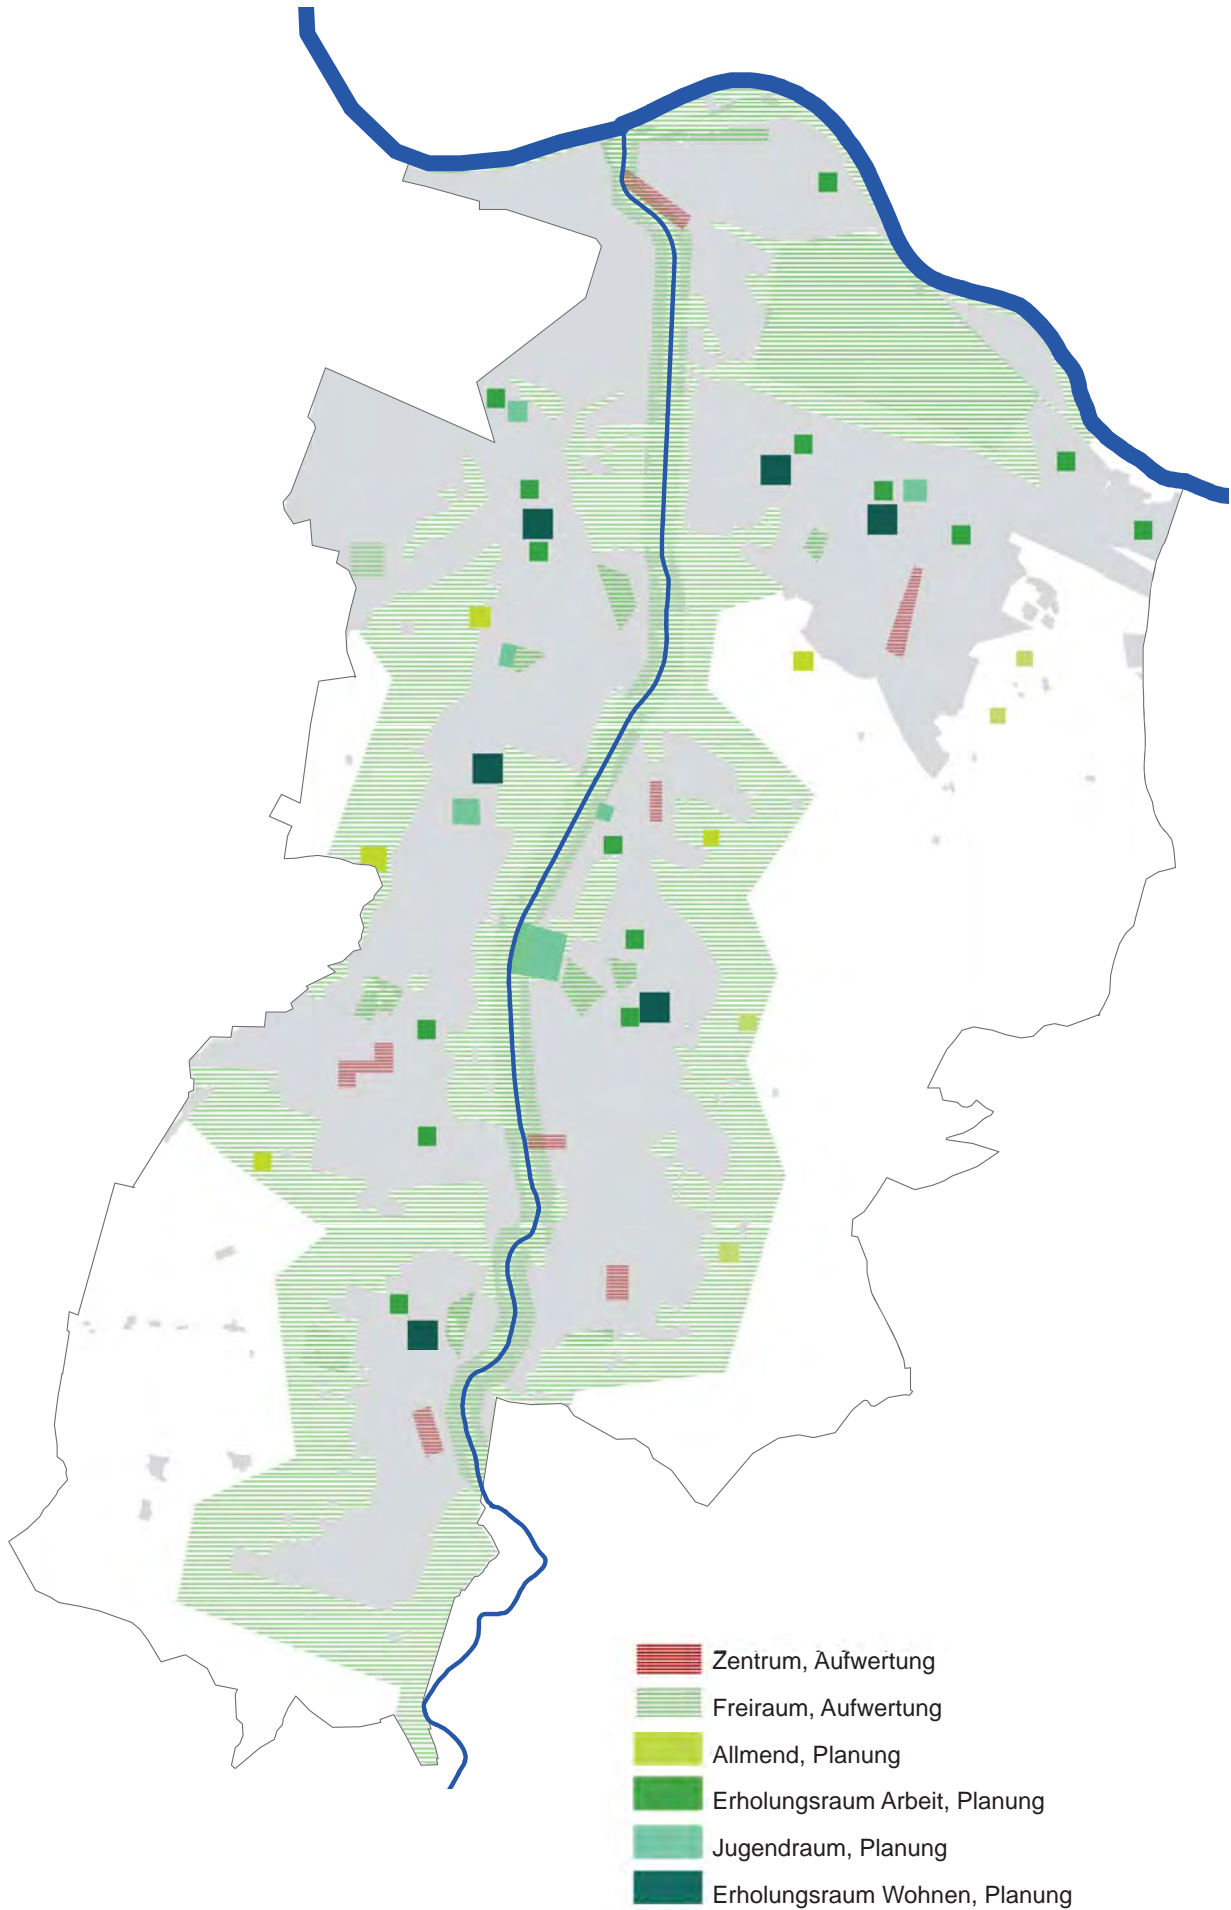 Zentrum, Aufwertung
Freiraum, Aufwertung
Allmend, Planung
Erholungsraum Arbeit, Planung
Jugendraum, Planung
Erholungsraum Wohnen, Planung